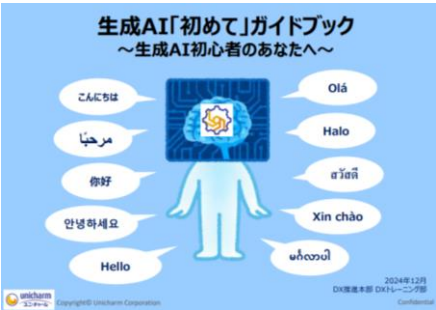 生成AI「初めて」ガイドブック
～生成AI初心者のあなたへ～
こんにちは
مرحبًا
你好
안녕하세요
Hello
Olá
Halo
สวัสดี
Xin chào
မင်္ဂလာပါ
2024年12月
DX推進本部 DXトレーニング部
unicharm
ユニ・チャーム
Copyright© Unicharm Corporation
Confidential